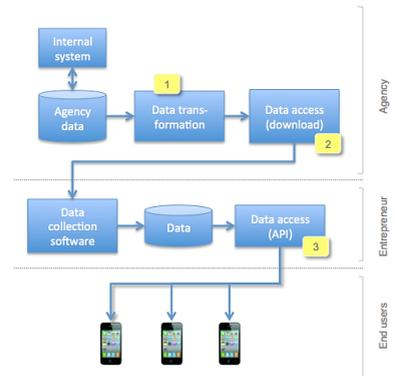 Internal
system
1
Agency
data
Data trans-
formation
Data access
(download)
2
Agency
Data
collection
software
Data
Data access
(API)
3
Entrepreneur
End users